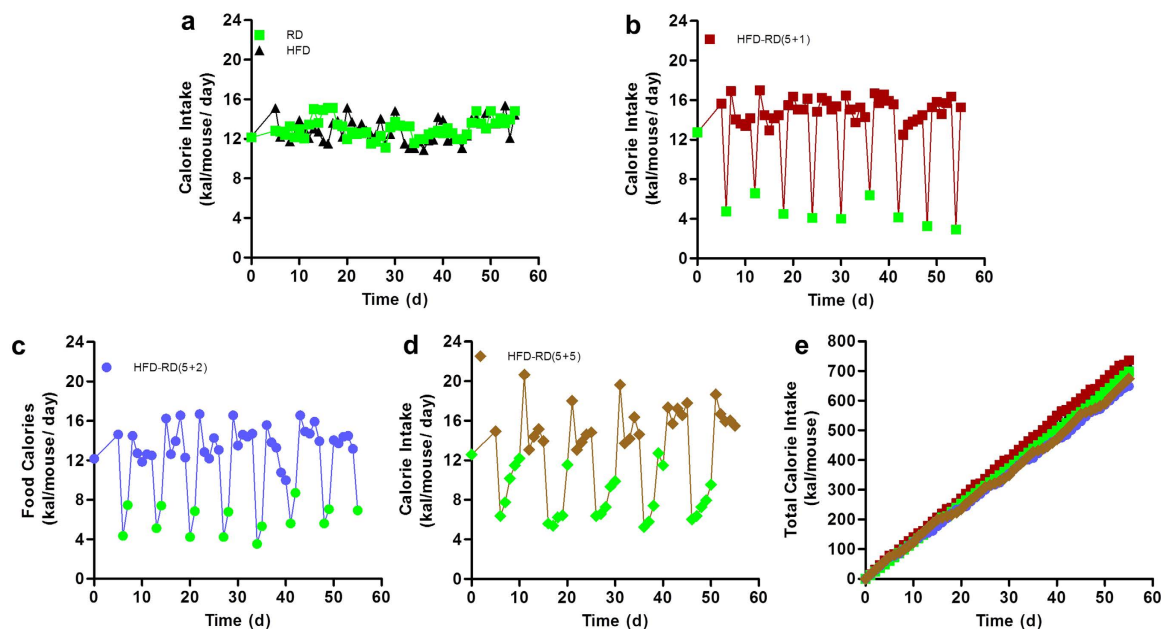 a
RD
HFD
Calorie Intake
(kal/mouse/ day)
24
20
16
12
8
4
0
0 10 20 30 40 50 60
Time (d)
b
HFD-RD(5+1)
Calorie Intake
(kal/mouse/ day)
24
20
16
12
8
4
0
0 10 20 30 40 50 60
Time (d)
c
HFD-RD(5+2)
Food Calories
(kal/mouse/ day)
24
20
16
12
8
4
0
0 10 20 30 40 50 60
Time (d)
d
HFD-RD(5+5)
Calorie Intake
(kal/mouse/ day)
24
20
16
12
8
4
0
0 10 20 30 40 50 60
Time (d)
e
Total Calorie Intake
(kal/mouse)
800
700
600
500
400
300
200
100
0
0 10 20 30 40 50 60
Time (d)